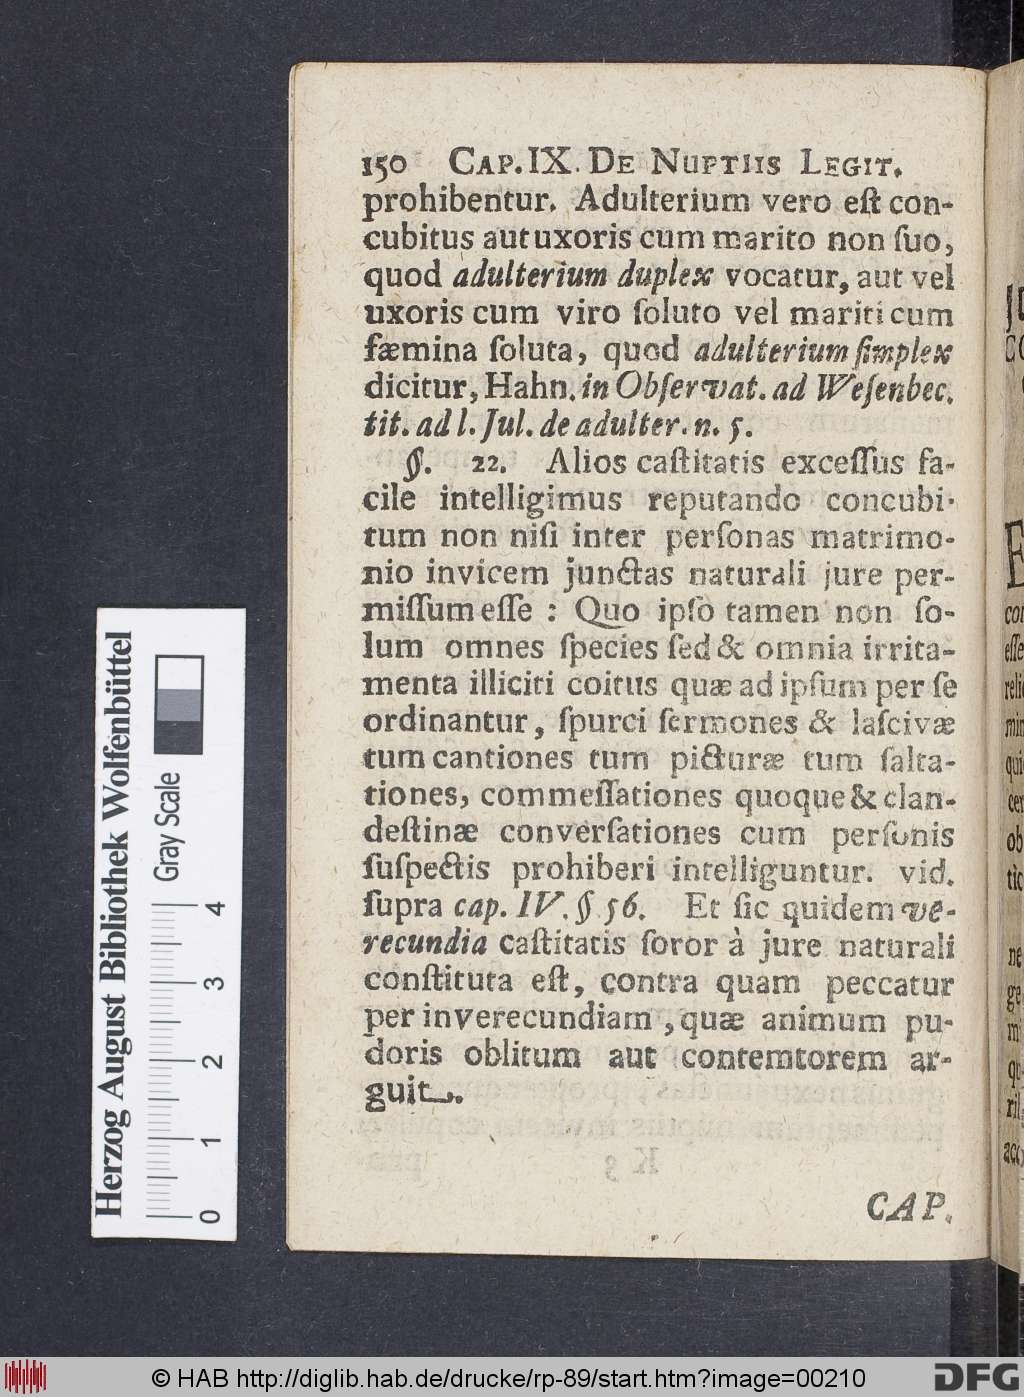 150 CAP. IX. DE NUPTIIS LEGIT.
prohibentur. Adulterium vero eſt con-
cubitus aut uxoris cum marito non ſuo,
quod adulterium duplex vocatur, aut vel
uxoris cum viro ſoluto vel mariti cum
fæmina ſoluta, quod adulterium ſimplex
dicitur, Hahn. in Obſervat. ad Weſenbec.
tit. ad l. Jul. de adulter. n. 5.
§. 22. Alios caſtitatis exceſſus fa-
cile intelligimus reputando concubi-
tum non niſi inter perſonas matrimo-
nio invicem junctas naturali jure per-
miſſum eſſe : Quo ipſo tamen non ſo-
lum omnes ſpecies ſed & omnia irrita-
menta illiciti coitus quæ ad ipſum per ſe
ordinantur, ſpurci ſermones & laſcivæ
tum cantiones tum picturæ tum ſalta-
tiones, commeſſationes quoque & clan-
deſtinæ converſationes cum perſonis
ſuſpectis prohiberi intelliguntur. vid.
ſupra cap. IV. § 56. Et ſic quidem ve-
recundia caſtitatis ſoror à jure naturali
conſtituta eſt, contra quam peccatur
per inverecundiam, quæ animum pu-
doris oblitum aut contemtorem ar-
guit.
CAP.
Herzog August Bibliothek Wolfenbüttel
Gray Scale
0 1 2 3 4
© HAB http://diglib.hab.de/drucke/rp-89/start.htm?image=00210
DFG